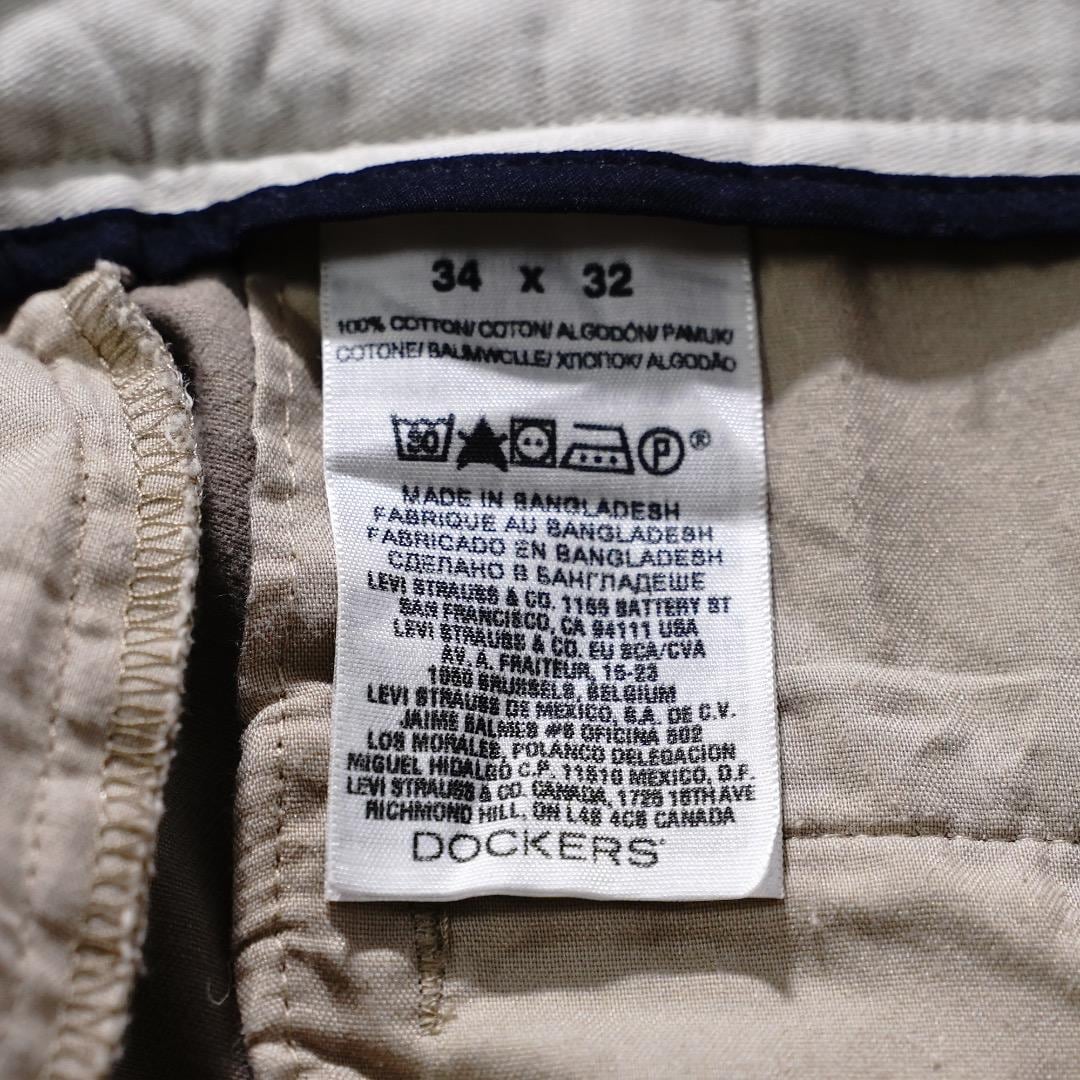 34 x 32
100% COTTON/ COTON/ ALGODÓN/ PAMUK/
COTONE/ BAUMWOLLE/ ХЛОПОК/ ALGODÃO
30 P ®
MADE IN BANGLADESH
FABRIQUE AU BANGLADESH
FABRICADO EN BANGLADESH
СДЕЛАНО В БАНГЛАДЕШЕ
LEVI STRAUSS & CO. 1155 BATTERY ST
SAN FRANCISCO, CA 94111 USA
LEVI STRAUSS & CO. EU BCA/CVA
AV. A. FRAITEUR, 15-23
1050 BRUSSELS, BELGIUM
LEVI STRAUSS DE MEXICO, S.A. DE C.V.
JAIME BALMES #8 OFICINA 602
LOS MORALES, POLANCO DELEGACION
MIGUEL HIDALGO C.P. 11510 MEXICO, D.F.
LEVI STRAUSS & CO. CANADA, 1725 16TH AVE
RICHMOND HILL, ON L4B 4C6 CANADA
DOCKERS